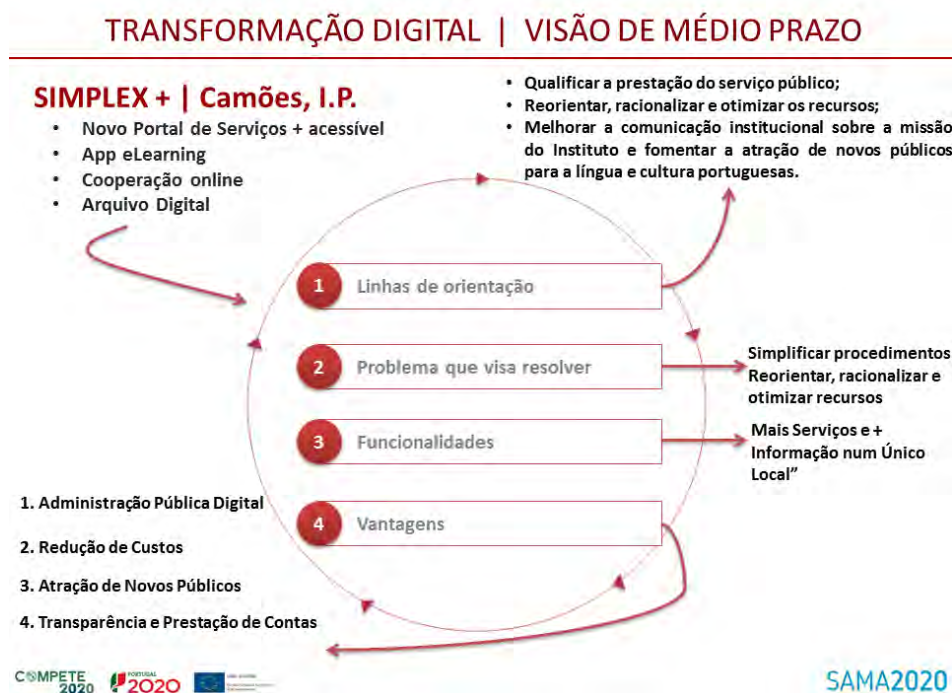 TRANSFORMAÇÃO DIGITAL | VISÃO DE MÉDIO PRAZO
SIMPLEX + | Camões, I.P.
• Novo Portal de Serviços + acessível
• App eLearning
• Cooperação online
• Arquivo Digital
• Qualificar a prestação do serviço público;
• Reorientar, racionalizar e otimizar os recursos;
• Melhorar a comunicação institucional sobre a missão
do Instituto e fomentar a atração de novos públicos
para a língua e cultura portuguesas.
1 Linhas de orientação
2 Problema que visa resolver
Simplificar procedimentos
Reorientar, racionalizar e
otimizar recursos
3 Funcionalidades
Mais Serviços e +
Informação num Único
Local”
4 Vantagens
1. Administração Pública Digital
2. Redução de Custos
3. Atração de Novos Públicos
4. Transparência e Prestação de Contas
COMPETE
2020
PORTUGAL
2020
SAMA2020